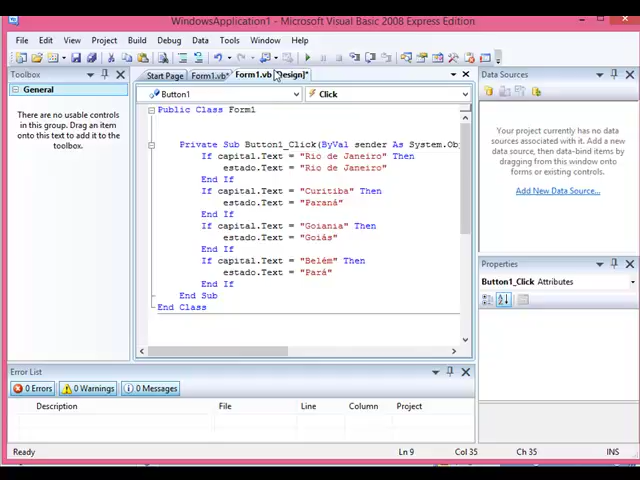 WindowsApplication1 - Microsoft Visual Basic 2008 Express Edition
File Edit View Project Build Debug Data Tools Window Help
Toolbox
General
There are no usable controls
in this group. Drag an item
onto this text to add it to the
toolbox.
Start Page Form1.vb* Form1.vb [Design]*
Button1 Click
Public Class Form1
Private Sub Button1_Click(ByVal sender As System.Obj
If capital.Text = "Rio de Janeiro" Then
estado.Text = "Rio de Janeiro"
End If
If capital.Text = "Curitiba" Then
estado.Text = "Paraná"
End If
If capital.Text = "Goiania" Then
estado.Text = "Goiás"
End If
If capital.Text = "Belém" Then
estado.Text = "Pará"
End If
End Sub
End Class
Data Sources
Your project currently has no data
sources associated with it. Add a new
data source, then data-bind items by
dragging from this window onto
forms or existing controls.
Add New Data Source...
Properties
Button1_Click Attributes
Error List
0 Errors 0 Warnings 0 Messages
Description File Line Column Project
Ready Ln 9 Col 35 Ch 35 INS